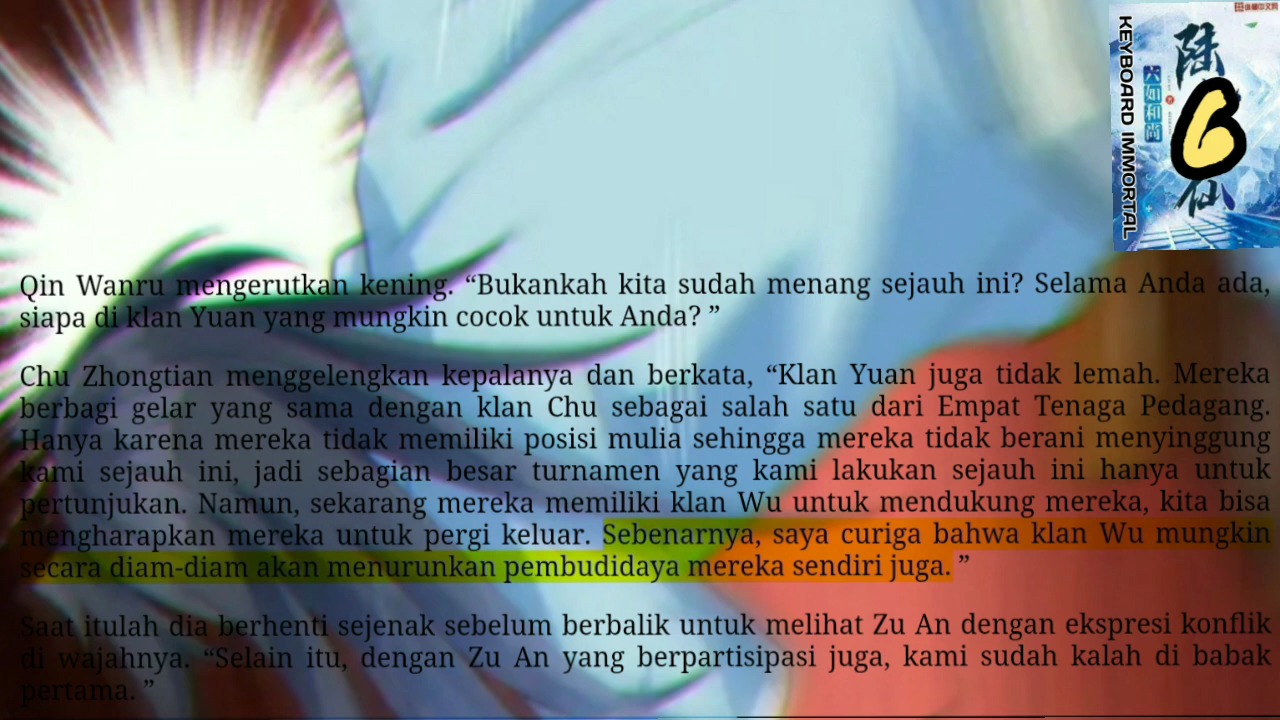 Qin Wanru mengerutkan kening. “Bukankah kita sudah menang sejauh ini? Selama Anda ada,
siapa di klan Yuan yang mungkin cocok untuk Anda? ”
Chu Zhongtian menggelengkan kepalanya dan berkata, “Klan Yuan juga tidak lemah. Mereka
berbagi gelar yang sama dengan klan Chu sebagai salah satu dari Empat Tenaga Pedagang.
Hanya karena mereka tidak memiliki posisi mulia sehingga mereka tidak berani menyinggung
kami sejauh ini, jadi sebagian besar turnamen yang kami lakukan sejauh ini hanya untuk
pertunjukan. Namun, sekarang mereka memiliki klan Wu untuk mendukung mereka, kita bisa
mengharapkan mereka untuk pergi keluar. Sebenarnya, saya curiga bahwa klan Wu mungkin
secara diam-diam akan menurunkan pembudidaya mereka sendiri juga. ”
Saat itulah dia berhenti sejenak sebelum berbalik untuk melihat Zu An dengan ekspresi konflik
di wajahnya. “Selain itu, dengan Zu An yang berpartisipasi juga, kami sudah kalah di babak
pertama. ”
KEYBOARD IMMORTAL
六如和尚
陆
仙
6